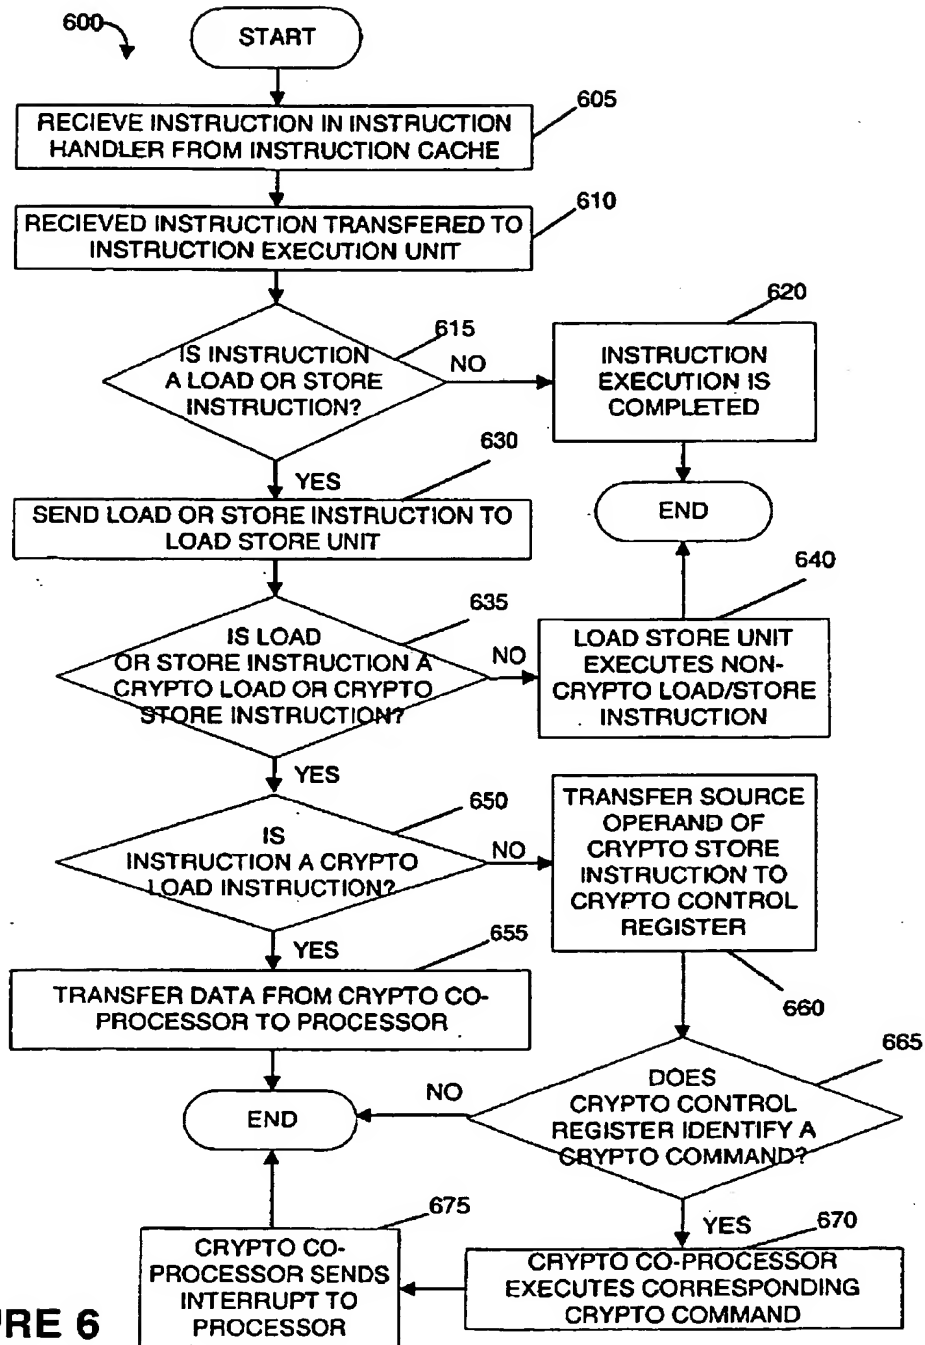 600
START
605
RECIEVE INSTRUCTION IN INSTRUCTION
HANDLER FROM INSTRUCTION CACHE
610
RECIEVED INSTRUCTION TRANSFERED TO
INSTRUCTION EXECUTION UNIT
615
IS INSTRUCTION
A LOAD OR STORE
INSTRUCTION?
NO
620
INSTRUCTION
EXECUTION IS
COMPLETED
END
YES
630
SEND LOAD OR STORE INSTRUCTION TO
LOAD STORE UNIT
635
IS LOAD
OR STORE INSTRUCTION A
CRYPTO LOAD OR CRYPTO
STORE INSTRUCTION?
NO
640
LOAD STORE UNIT
EXECUTES NON-
CRYPTO LOAD/STORE
INSTRUCTION
YES
650
IS
INSTRUCTION A CRYPTO
LOAD INSTRUCTION?
NO
TRANSFER SOURCE
OPERAND OF
CRYPTO STORE
INSTRUCTION TO
CRYPTO CONTROL
REGISTER
660
YES
655
TRANSFER DATA FROM CRYPTO CO-
PROCESSOR TO PROCESSOR
END
665
DOES
CRYPTO CONTROL
REGISTER IDENTIFY A
CRYPTO COMMAND?
NO
YES
670
CRYPTO CO-PROCESSOR
EXECUTES CORRESPONDING
CRYPTO COMMAND
675
CRYPTO CO-
PROCESSOR SENDS
INTERRUPT TO
PROCESSOR
RE 6